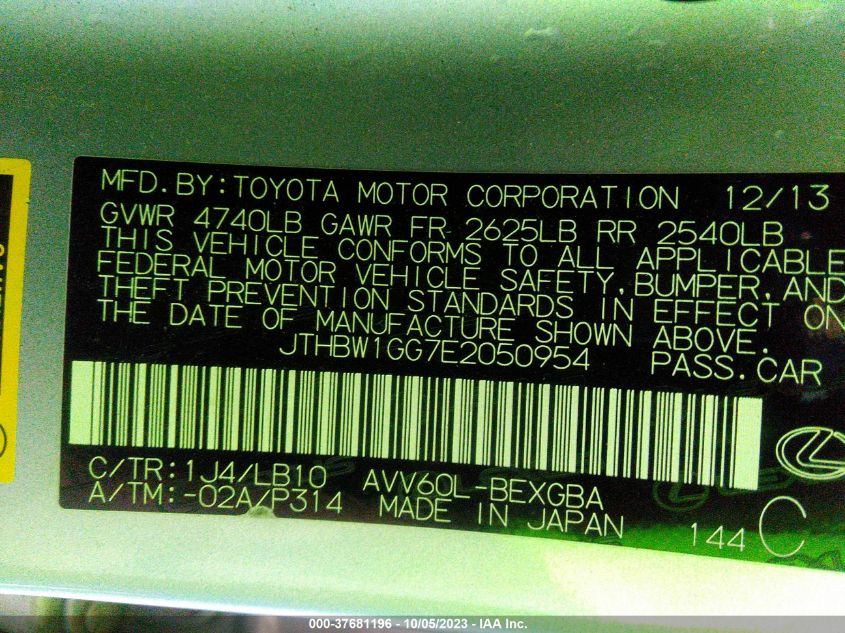 MFD.BY:TOYOTA MOTOR CORPORATION 12/13
GVWR 4740LB GAWR FR 2625LB RR 2540LB
THIS VEHICLE CONFORMS TO ALL APPLICABLE
FEDERAL MOTOR VEHICLE SAFETY,BUMPER,AND
THEFT PREVENTION STANDARDS IN EFFECT ON
THE DATE OF MANUFACTURE SHOWN ABOVE.
JTHBW1GG7E2050954 PASS.CAR
C/TR:1J4/LB10 AVV60L-BEXGBA
A/TM:-02A/P314 MADE IN JAPAN 144 C
000-37681196 - 10/05/2023 - IAA Inc.